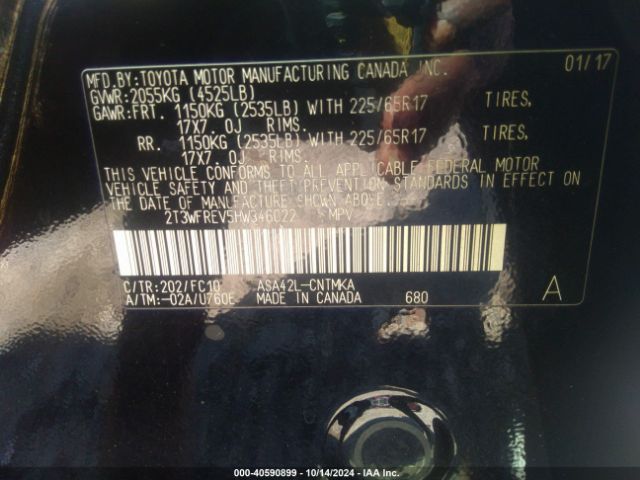 MFD.BY:TOYOTA MOTOR MANUFACTURING CANADA INC. 01/17
GVWR:2055KG (4525LB)
GAWR:FRT. 1150KG (2535LB) WITH 225/65R17 TIRES,
17X7.0J RIMS.
RR. 1150KG (2535LB) WITH 225/65R17 TIRES,
17X7.0J RIMS.
THIS VEHICLE CONFORMS TO ALL APPLICABLE FEDERAL MOTOR
VEHICLE SAFETY AND THEFT PREVENTION STANDARDS IN EFFECT ON
THE DATE OF MANUFACTURE SHOWN ABOVE.
2T3WFREV5HW346022 MPV
C/TR:202/FC10 ASA42L-CNTMKA
A/TM:-02A/U760E MADE IN CANADA 680 A
000-40590899 - 10/14/2024 - IAA Inc.